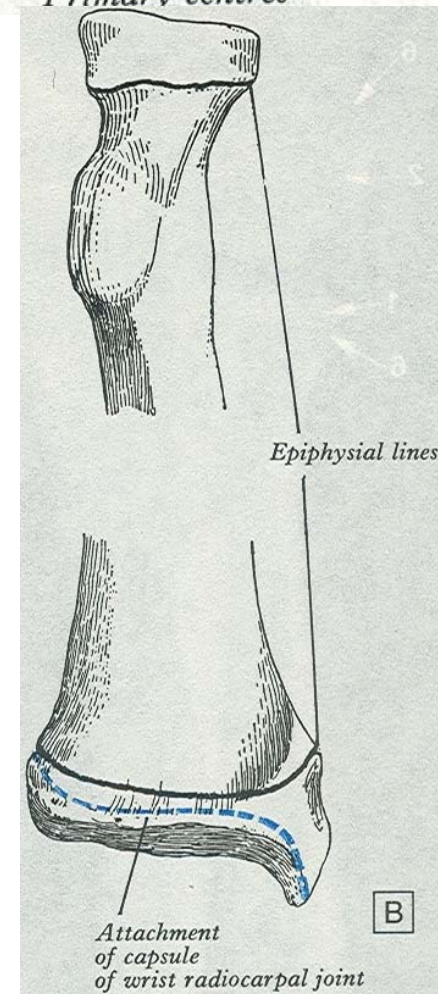 Primary centres
Epiphysial lines
B
Attachment
of capsule
of wrist radiocarpal joint